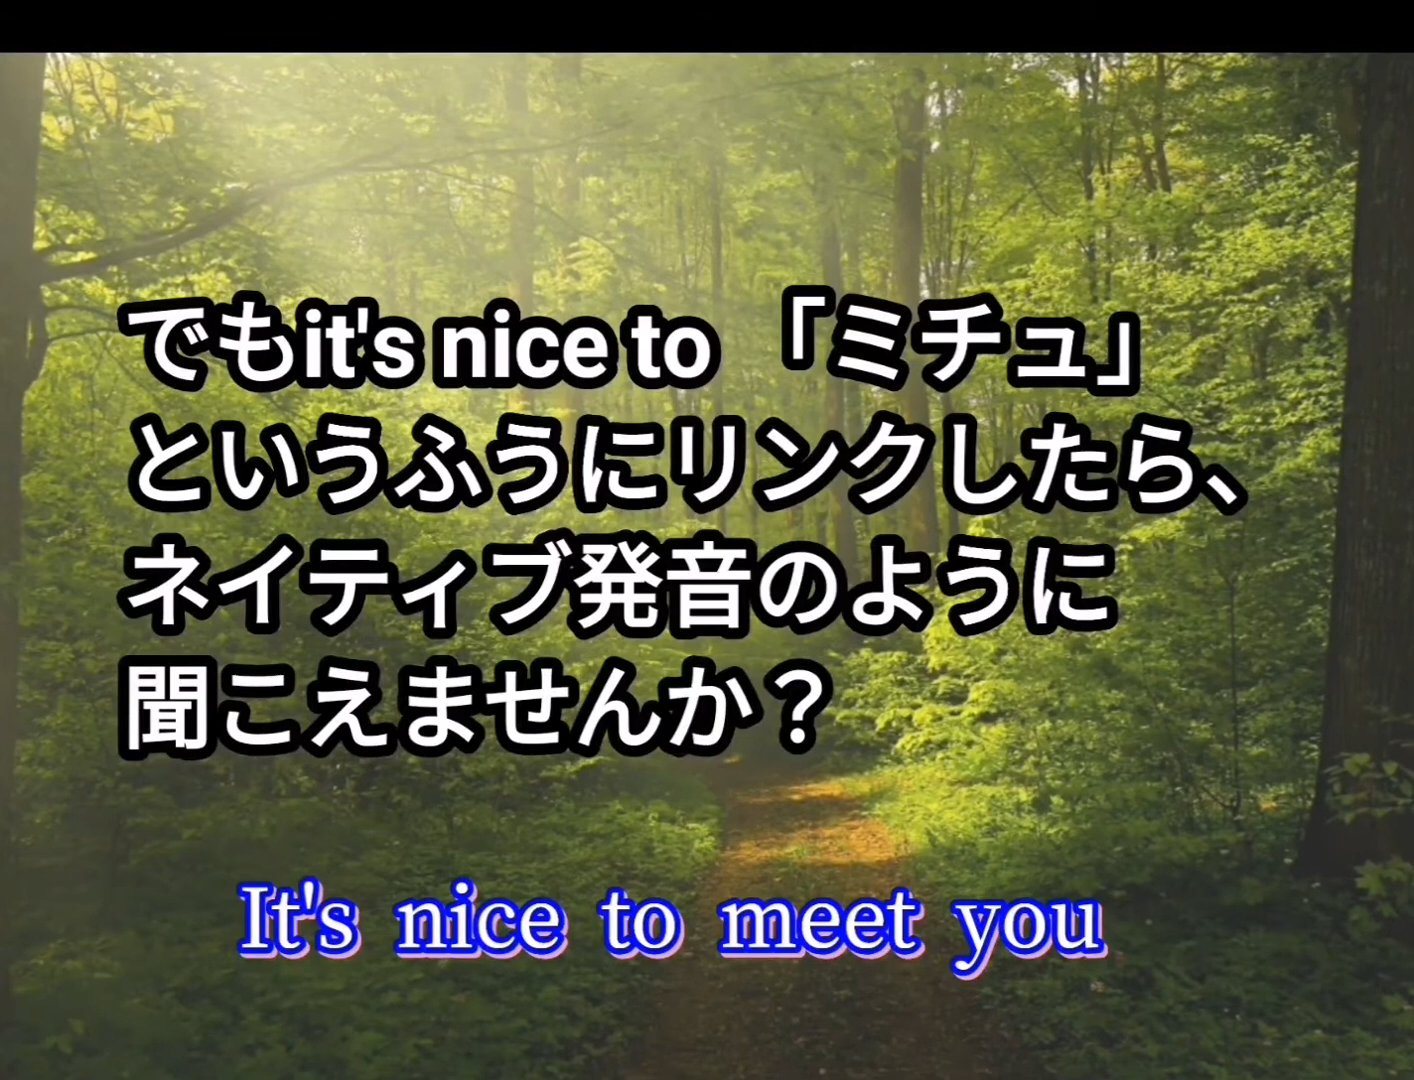 でもit's nice to 「ミチュ」
というふうにリンクしたら、
ネイティブ発音のように
聞こえませんか？
It's nice to meet you